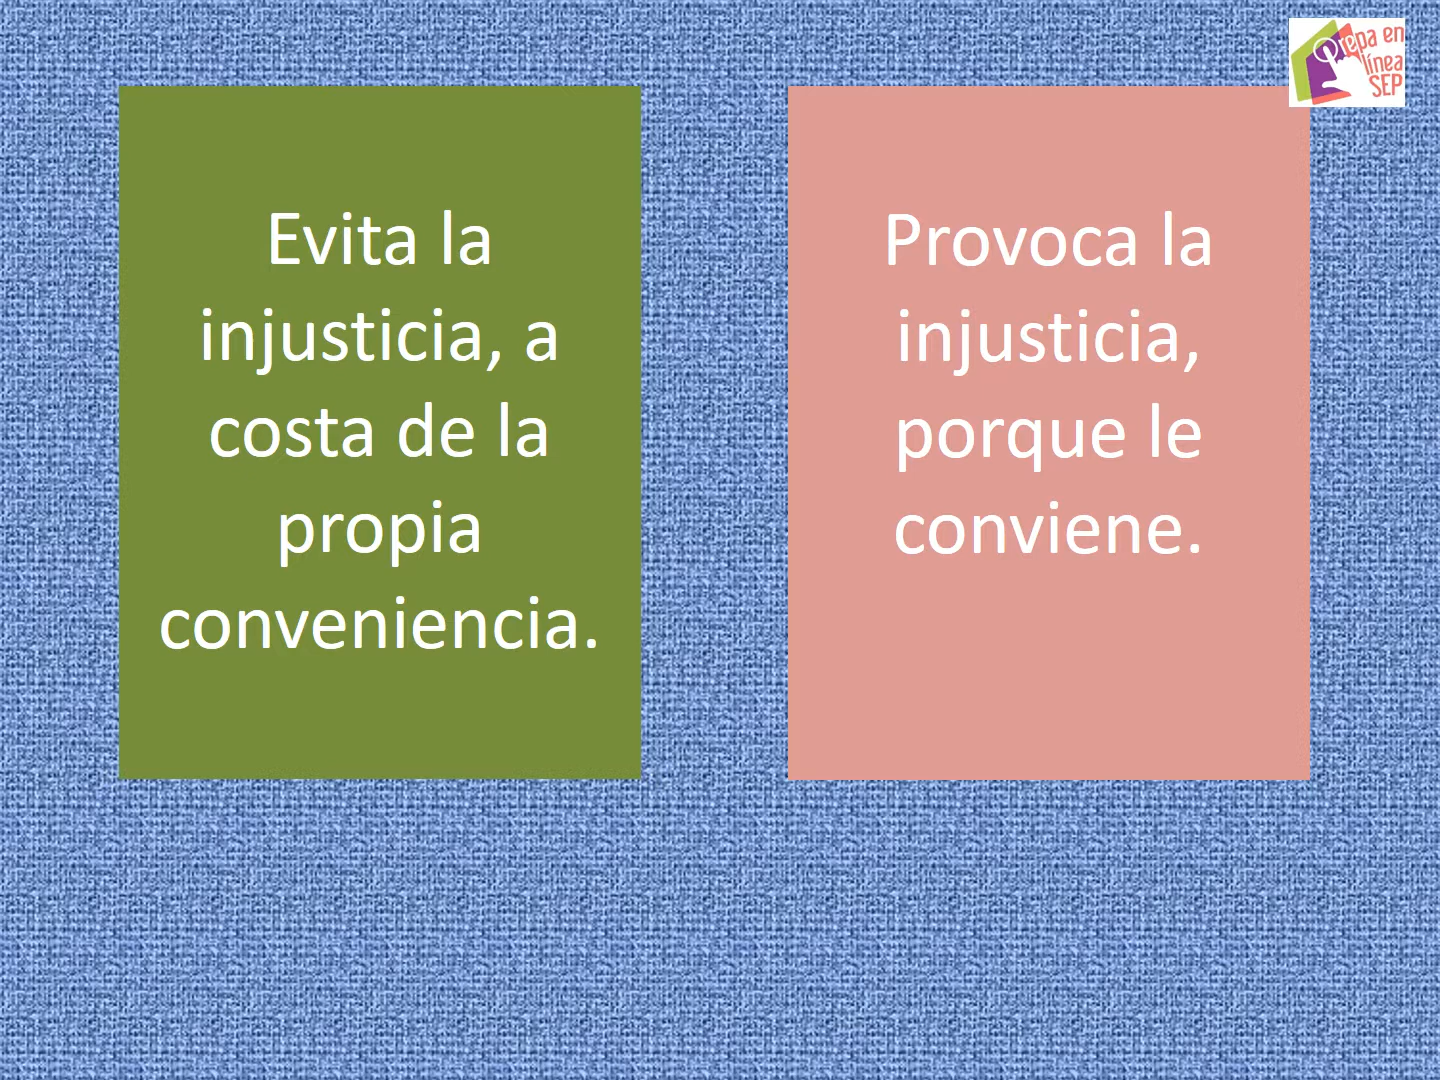 Prepa en
línea
SEP
Evita la
injusticia, a
costa de la
propia
conveniencia.
Provoca la
injusticia,
porque le
conviene.